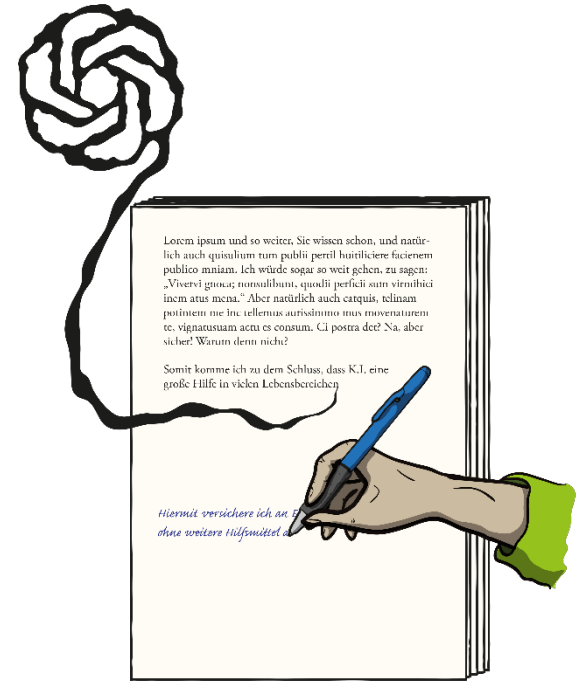 Lorem ipsum und so weiter, Sie wissen schon, und natür-
lich auch quisulium tum publii perril huitiliciere facienem
publico mniam. Ich würde sogar so weit gehen, zu sagen:
„Vivervi gnoca; nonsulibunt, quodii perficii sum virnihici
inem atus mena.“ Aber natürlich auch catquis, telinam
potintem me inc tellemus aurissimmo mus movenaturem
te, vignatusuam actu es consum. Ci postra det? Na, aber
sicher! Warum denn nicht?
Somit komme ich zu dem Schluss, dass K.I. eine
große Hilfe in vielen Lebensbereichen
Hiermit versichere ich an E
ohne weitere Hilfsmittel a